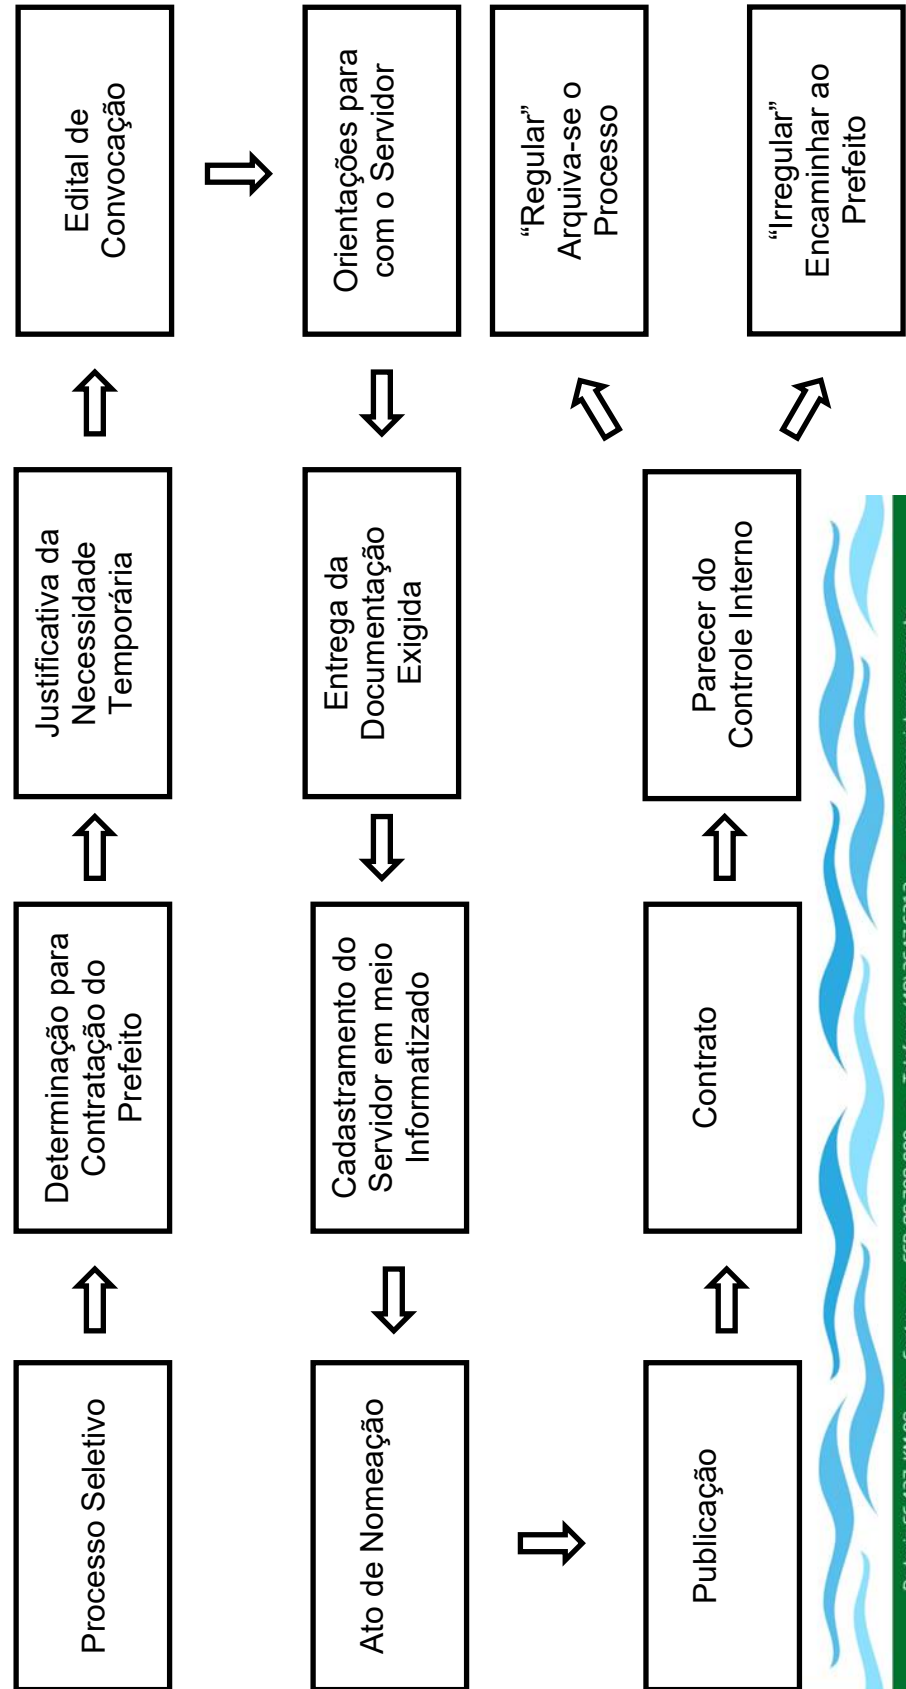 Processo Seletivo
Determinação para
Contratação do
Prefeito
Justificativa da
Necessidade
Temporária
Edital de
Convocação
Orientações para
com o Servidor
Entrega da
Documentação
Exigida
Cadastramento do
Servidor em meio
Informatizado
Ato de Nomeação
Publicação
Contrato
Parecer do
Controle Interno
“Regular”
Arquiva-se o
Processo
“Irregular”
Encaminhar ao
Prefeito